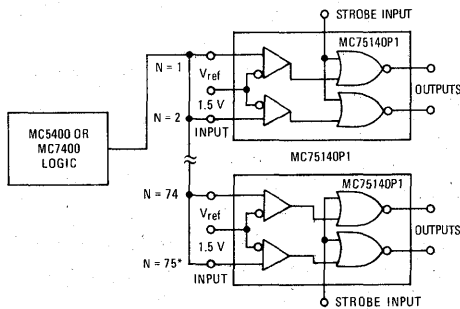 STROBE INPUT
MC75140P1
N = 1
Vref
1.5 V
N = 2
INPUT
OUTPUTS
MC5400 OR
MC7400
LOGIC
MC75140P1
MC75140P1
N = 74
Vref
1.5 V
N = 75*
INPUT
OUTPUTS
STROBE INPUT